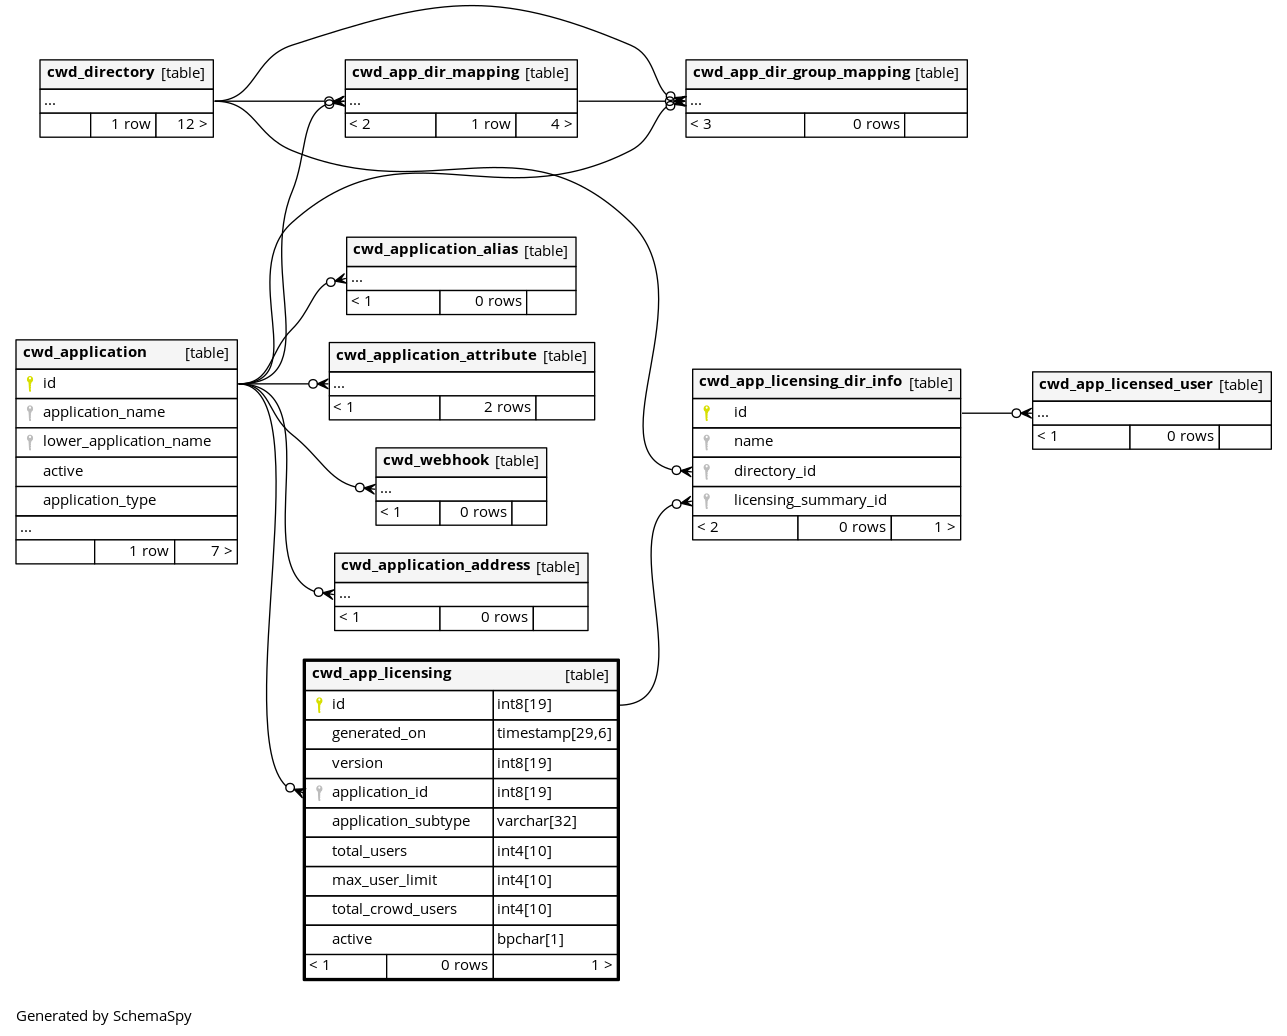 cwd_directory [table]
...
1 row 12 >
cwd_app_dir_mapping [table]
...
< 2 1 row 4 >
cwd_app_dir_group_mapping [table]
...
< 3 0 rows
cwd_application_alias [table]
...
< 1 0 rows
cwd_application [table]
id
application_name
lower_application_name
active
application_type
...
1 row 7 >
cwd_application_attribute [table]
...
< 1 2 rows
cwd_webhook [table]
...
< 1 0 rows
cwd_application_address [table]
...
< 1 0 rows
cwd_app_licensing_dir_info [table]
id
name
directory_id
licensing_summary_id
< 2 0 rows 1 >
cwd_app_licensed_user [table]
...
< 1 0 rows
cwd_app_licensing [table]
id int8[19]
generated_on timestamp[29,6]
version int8[19]
application_id int8[19]
application_subtype varchar[32]
total_users int4[10]
max_user_limit int4[10]
total_crowd_users int4[10]
active bpchar[1]
< 1 0 rows 1 >
Generated by SchemaSpy